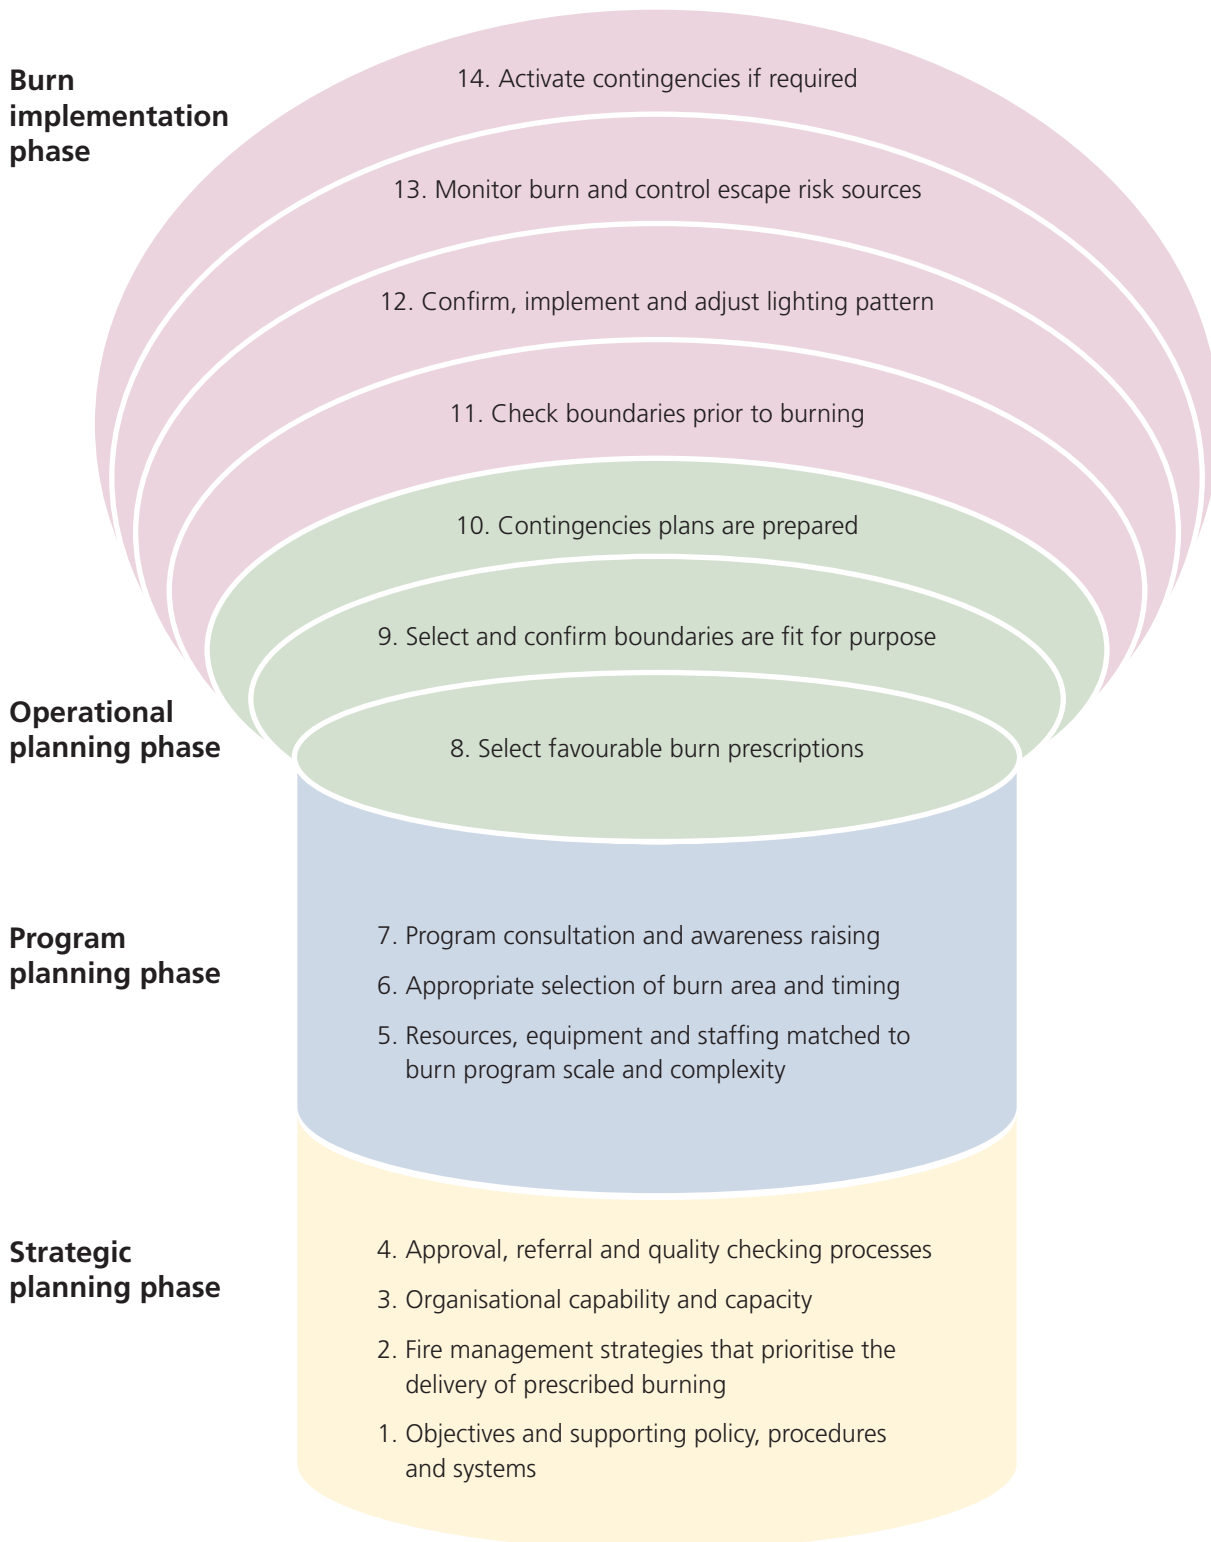 Burn
implementation
phase
14. Activate contingencies if required
13. Monitor burn and control escape risk sources
12. Confirm, implement and adjust lighting pattern
11. Check boundaries prior to burning
10. Contingencies plans are prepared
9. Select and confirm boundaries are fit for purpose
Operational
planning phase
8. Select favourable burn prescriptions
Program
planning phase
7. Program consultation and awareness raising
6. Appropriate selection of burn area and timing
5. Resources, equipment and staffing matched to
burn program scale and complexity
Strategic
planning phase
4. Approval, referral and quality checking processes
3. Organisational capability and capacity
2. Fire management strategies that prioritise the
delivery of prescribed burning
1. Objectives and supporting policy, procedures
and systems